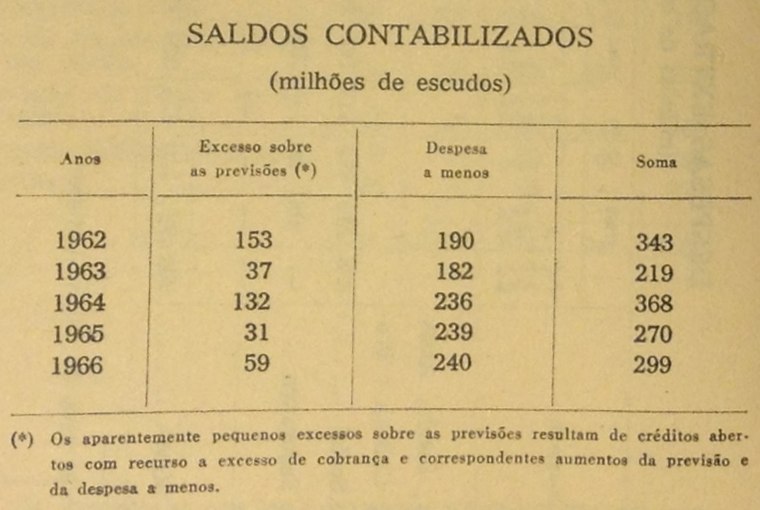 SALDOS CONTABILIZADOS
(milhões de escudos)
Anos Excesso sobre as previsões (*) Despesa a menos Soma
1962 153 190 343
1963 37 182 219
1964 132 236 368
1965 31 239 270
1966 59 240 299
(*) Os aparentemente pequenos excessos sobre as previsões resultam de créditos aber-
tos com recurso a excesso de cobrança e correspondentes aumentos da previsão e
da despesa a menos.